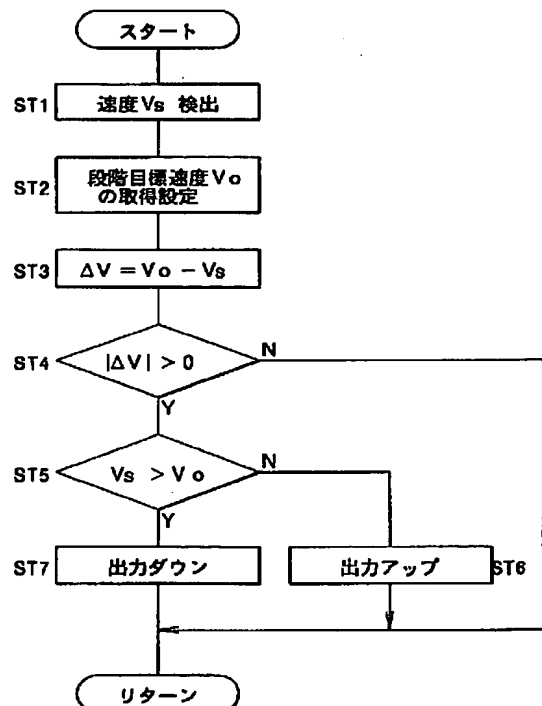 スタート
ST1
速度Vs 検出
ST2
段階目標速度Vo
の取得設定
ST3
ΔV=Vo-Vs
ST4
|ΔV|>0
N
Y
ST5
Vs>Vo
N
Y
ST7
出力ダウン
出力アップ
ST6
リターン